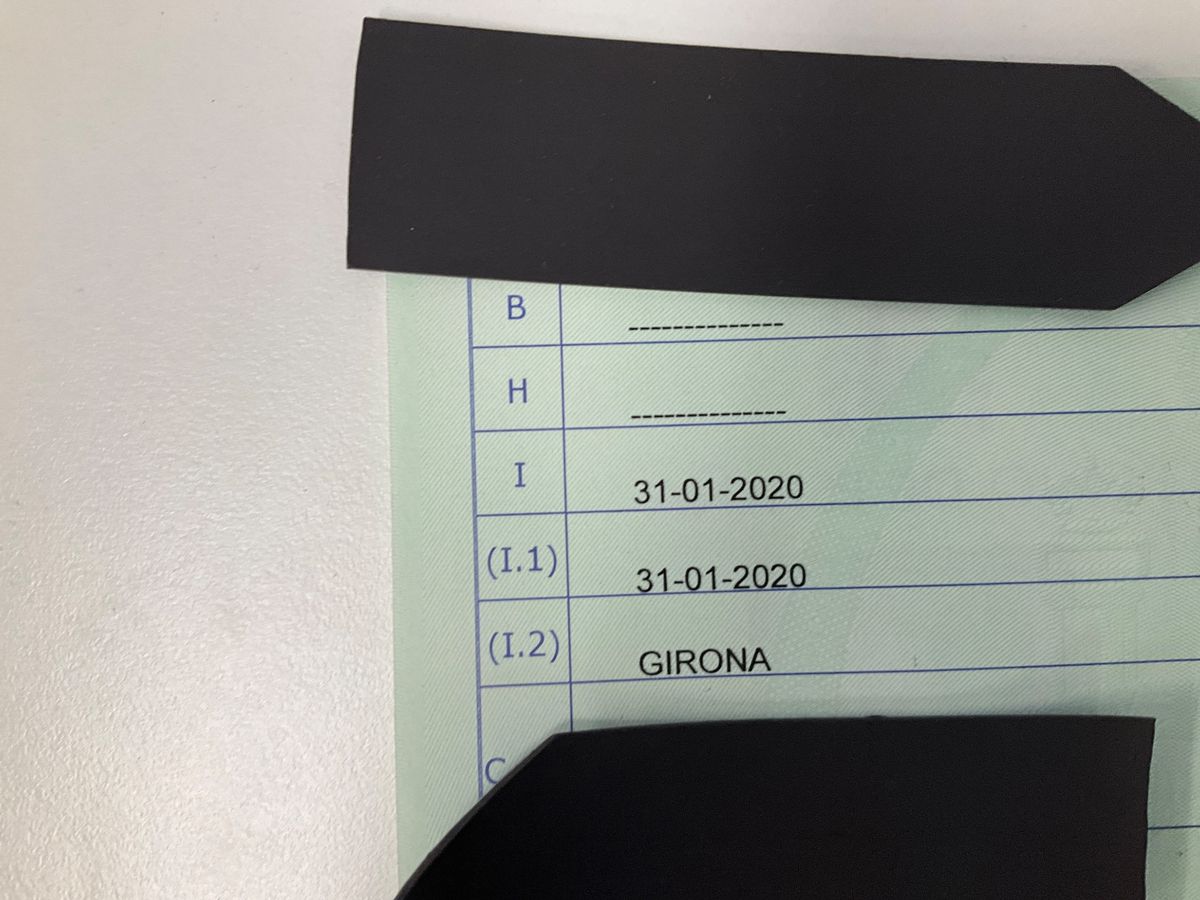 B --------------
H --------------
I 31-01-2020
(I.1) 31-01-2020
(I.2) GIRONA
C